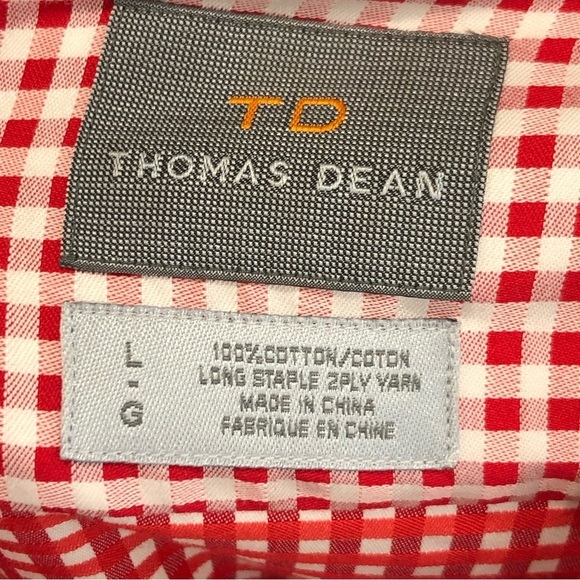 TD
THOMAS DEAN
L
-
G
100%COTTON/COTON
LONG STAPLE 2PLY YARN
MADE IN CHINA
FABRIQUE EN CHINE